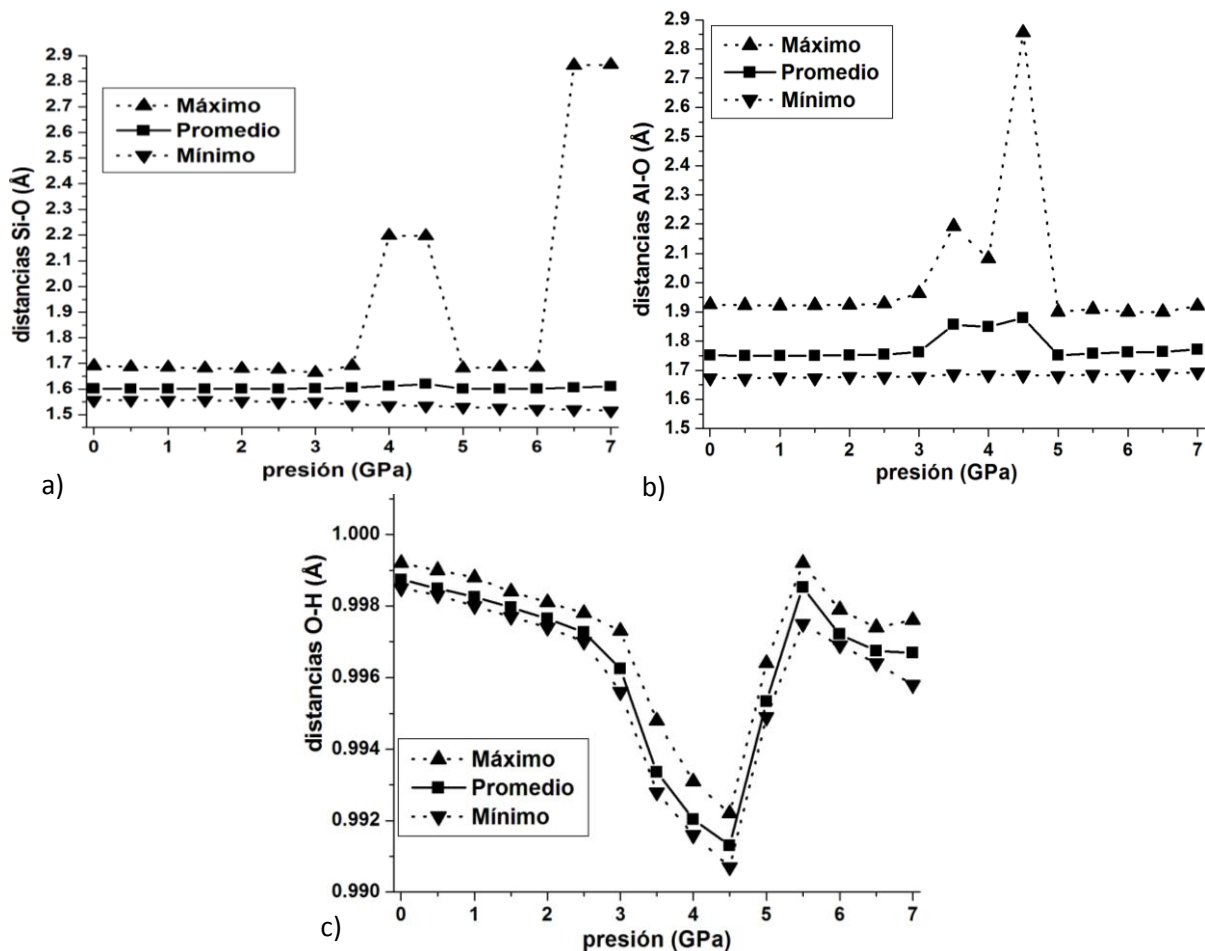 2.9
2.8
2.7
2.6
2.5
2.4
2.3
2.2
2.1
2.0
1.9
1.8
1.7
1.6
1.5
distancias Si-O (Å)
Máximo
Promedio
Mínimo
0 1 2 3 4 5 6 7
presión (GPa)
a)
2.9
2.8
2.7
2.6
2.5
2.4
2.3
2.2
2.1
2.0
1.9
1.8
1.7
1.6
1.5
distancias Al-O (Å)
Máximo
Promedio
Mínimo
0 1 2 3 4 5 6 7
presión (GPa)
b)
1.000
0.998
0.996
0.994
0.992
0.990
distancias O-H (Å)
Máximo
Promedio
Mínimo
0 1 2 3 4 5 6 7
presión (GPa)
c)